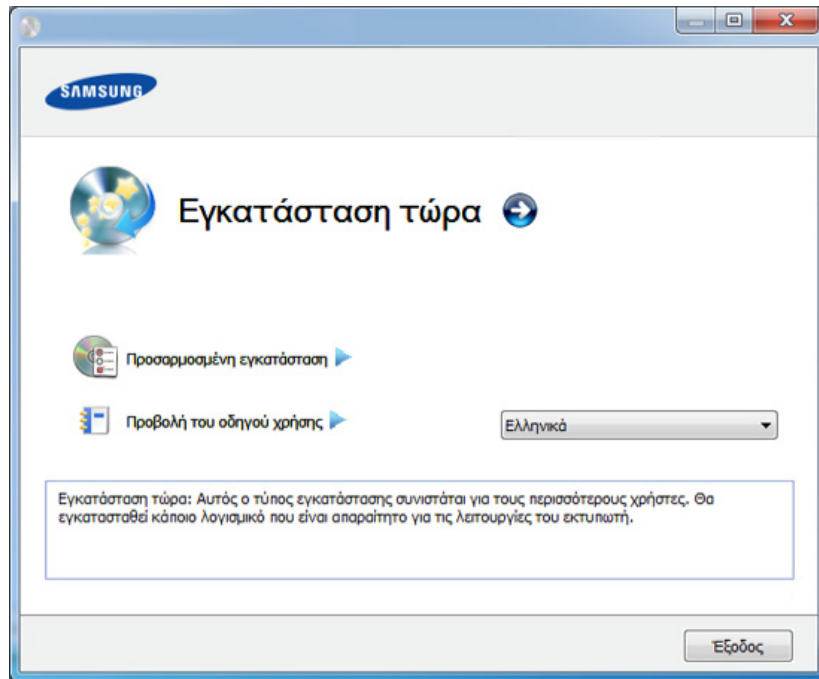 SAMSUNG
Εγκατάσταση τώρα
Προσαρμοσμένη εγκατάσταση
Προβολή του οδηγού χρήσης
Ελληνικά
Εγκατάσταση τώρα: Αυτός ο τύπος εγκατάστασης συνιστάται για τους περισσότερους χρήστες. Θα
εγκατασταθεί κάποιο λογισμικό που είναι απαραίτητο για τις λειτουργίες του εκτυπωτή.
Έξοδος